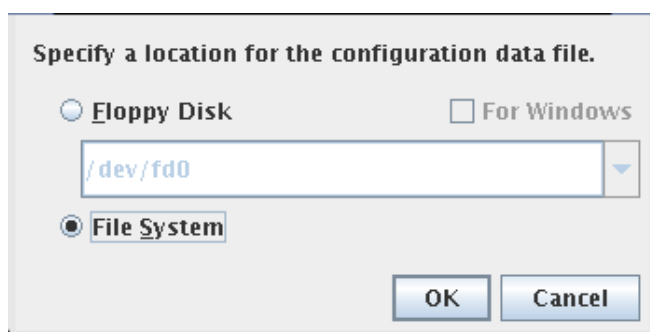 Specify a location for the configuration data file.
Floppy Disk For Windows
/dev/fd0
File System
OK Cancel